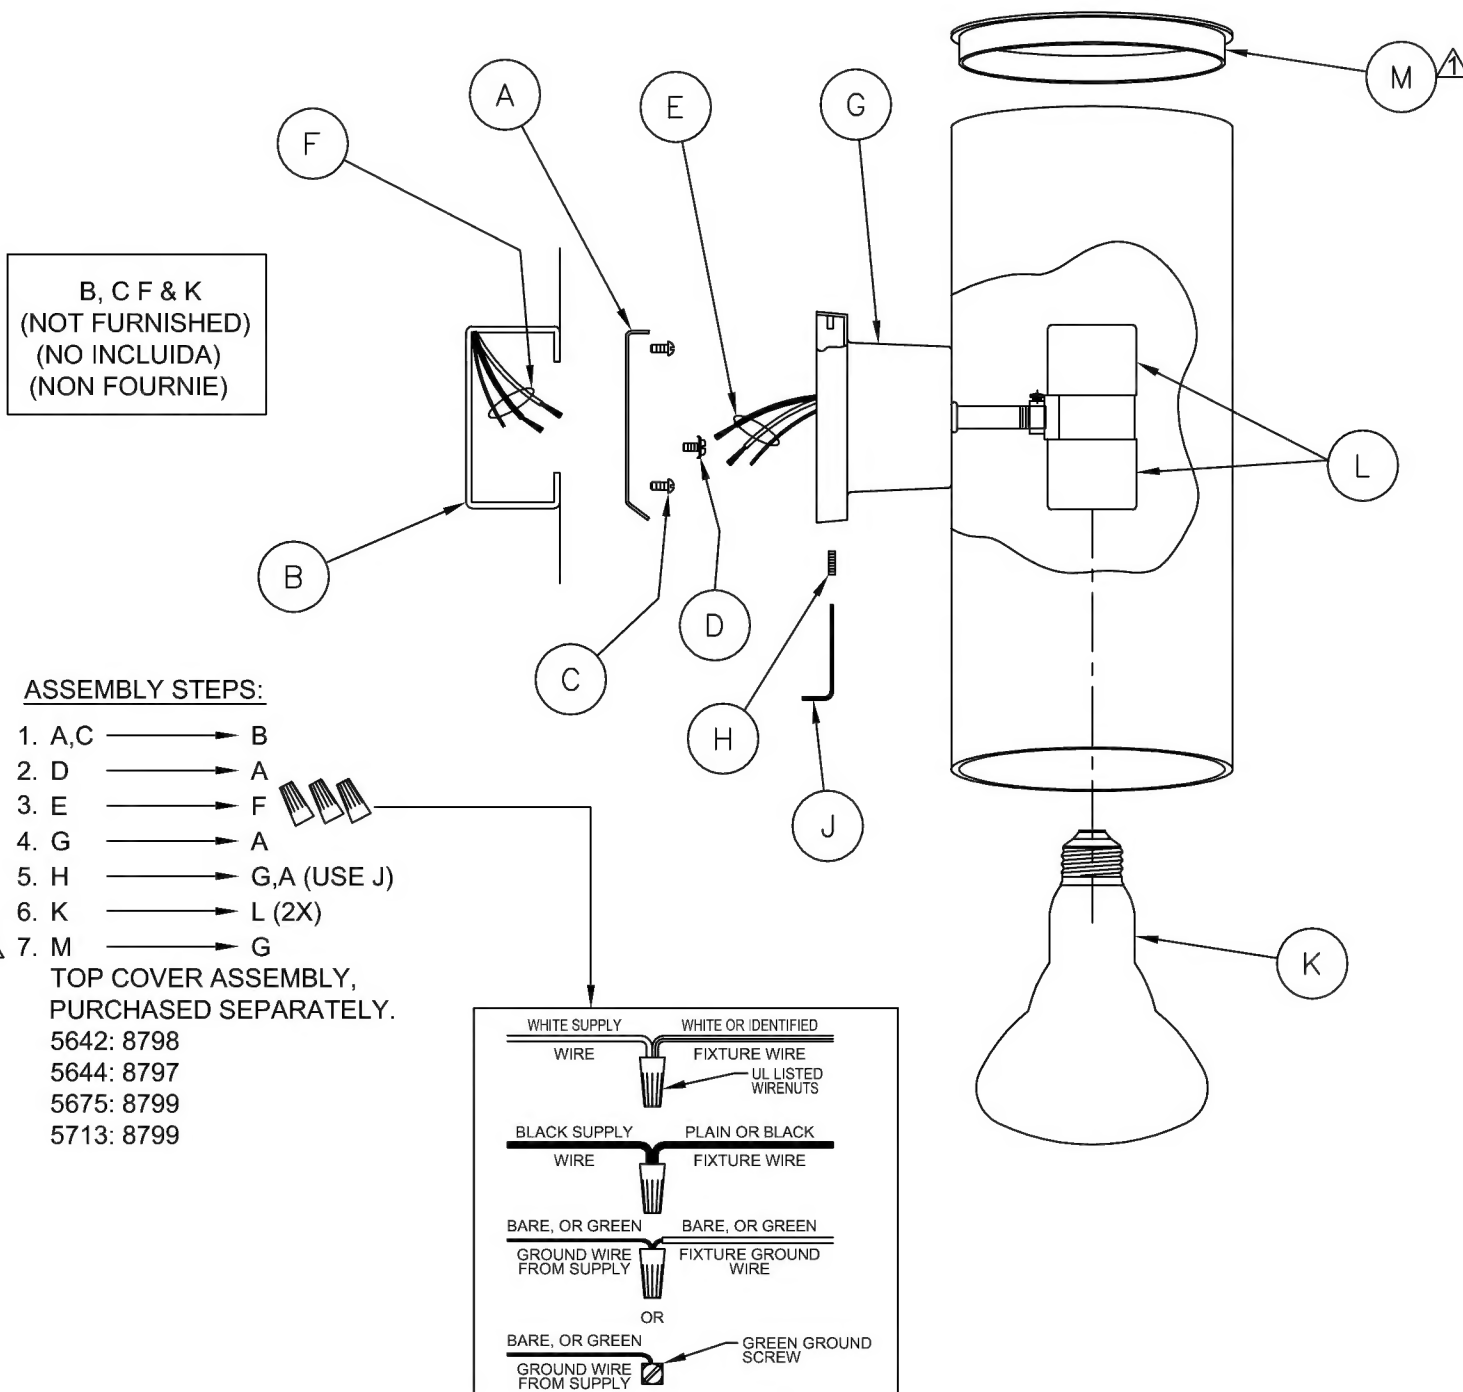 M 1
A
E
G
F
B, C F & K
(NOT FURNISHED)
(NO INCLUIDA)
(NON FOURNIE)
L
B
D
C
H
J
K
ASSEMBLY STEPS:
1. A,C B
2. D A
3. E F
4. G A
5. H G,A (USE J)
6. K L (2X)
7. M G
TOP COVER ASSEMBLY,
PURCHASED SEPARATELY.
5642: 8798
5644: 8797
5675: 8799
5713: 8799
WHITE SUPPLY WHITE OR IDENTIFIED
WIRE FIXTURE WIRE
UL LISTED
WIRENUTS
BLACK SUPPLY PLAIN OR BLACK
WIRE FIXTURE WIRE
BARE, OR GREEN BARE, OR GREEN
GROUND WIRE FIXTURE GROUND
FROM SUPPLY WIRE
OR
BARE, OR GREEN GREEN GROUND
SCREW
GROUND WIRE
FROM SUPPLY